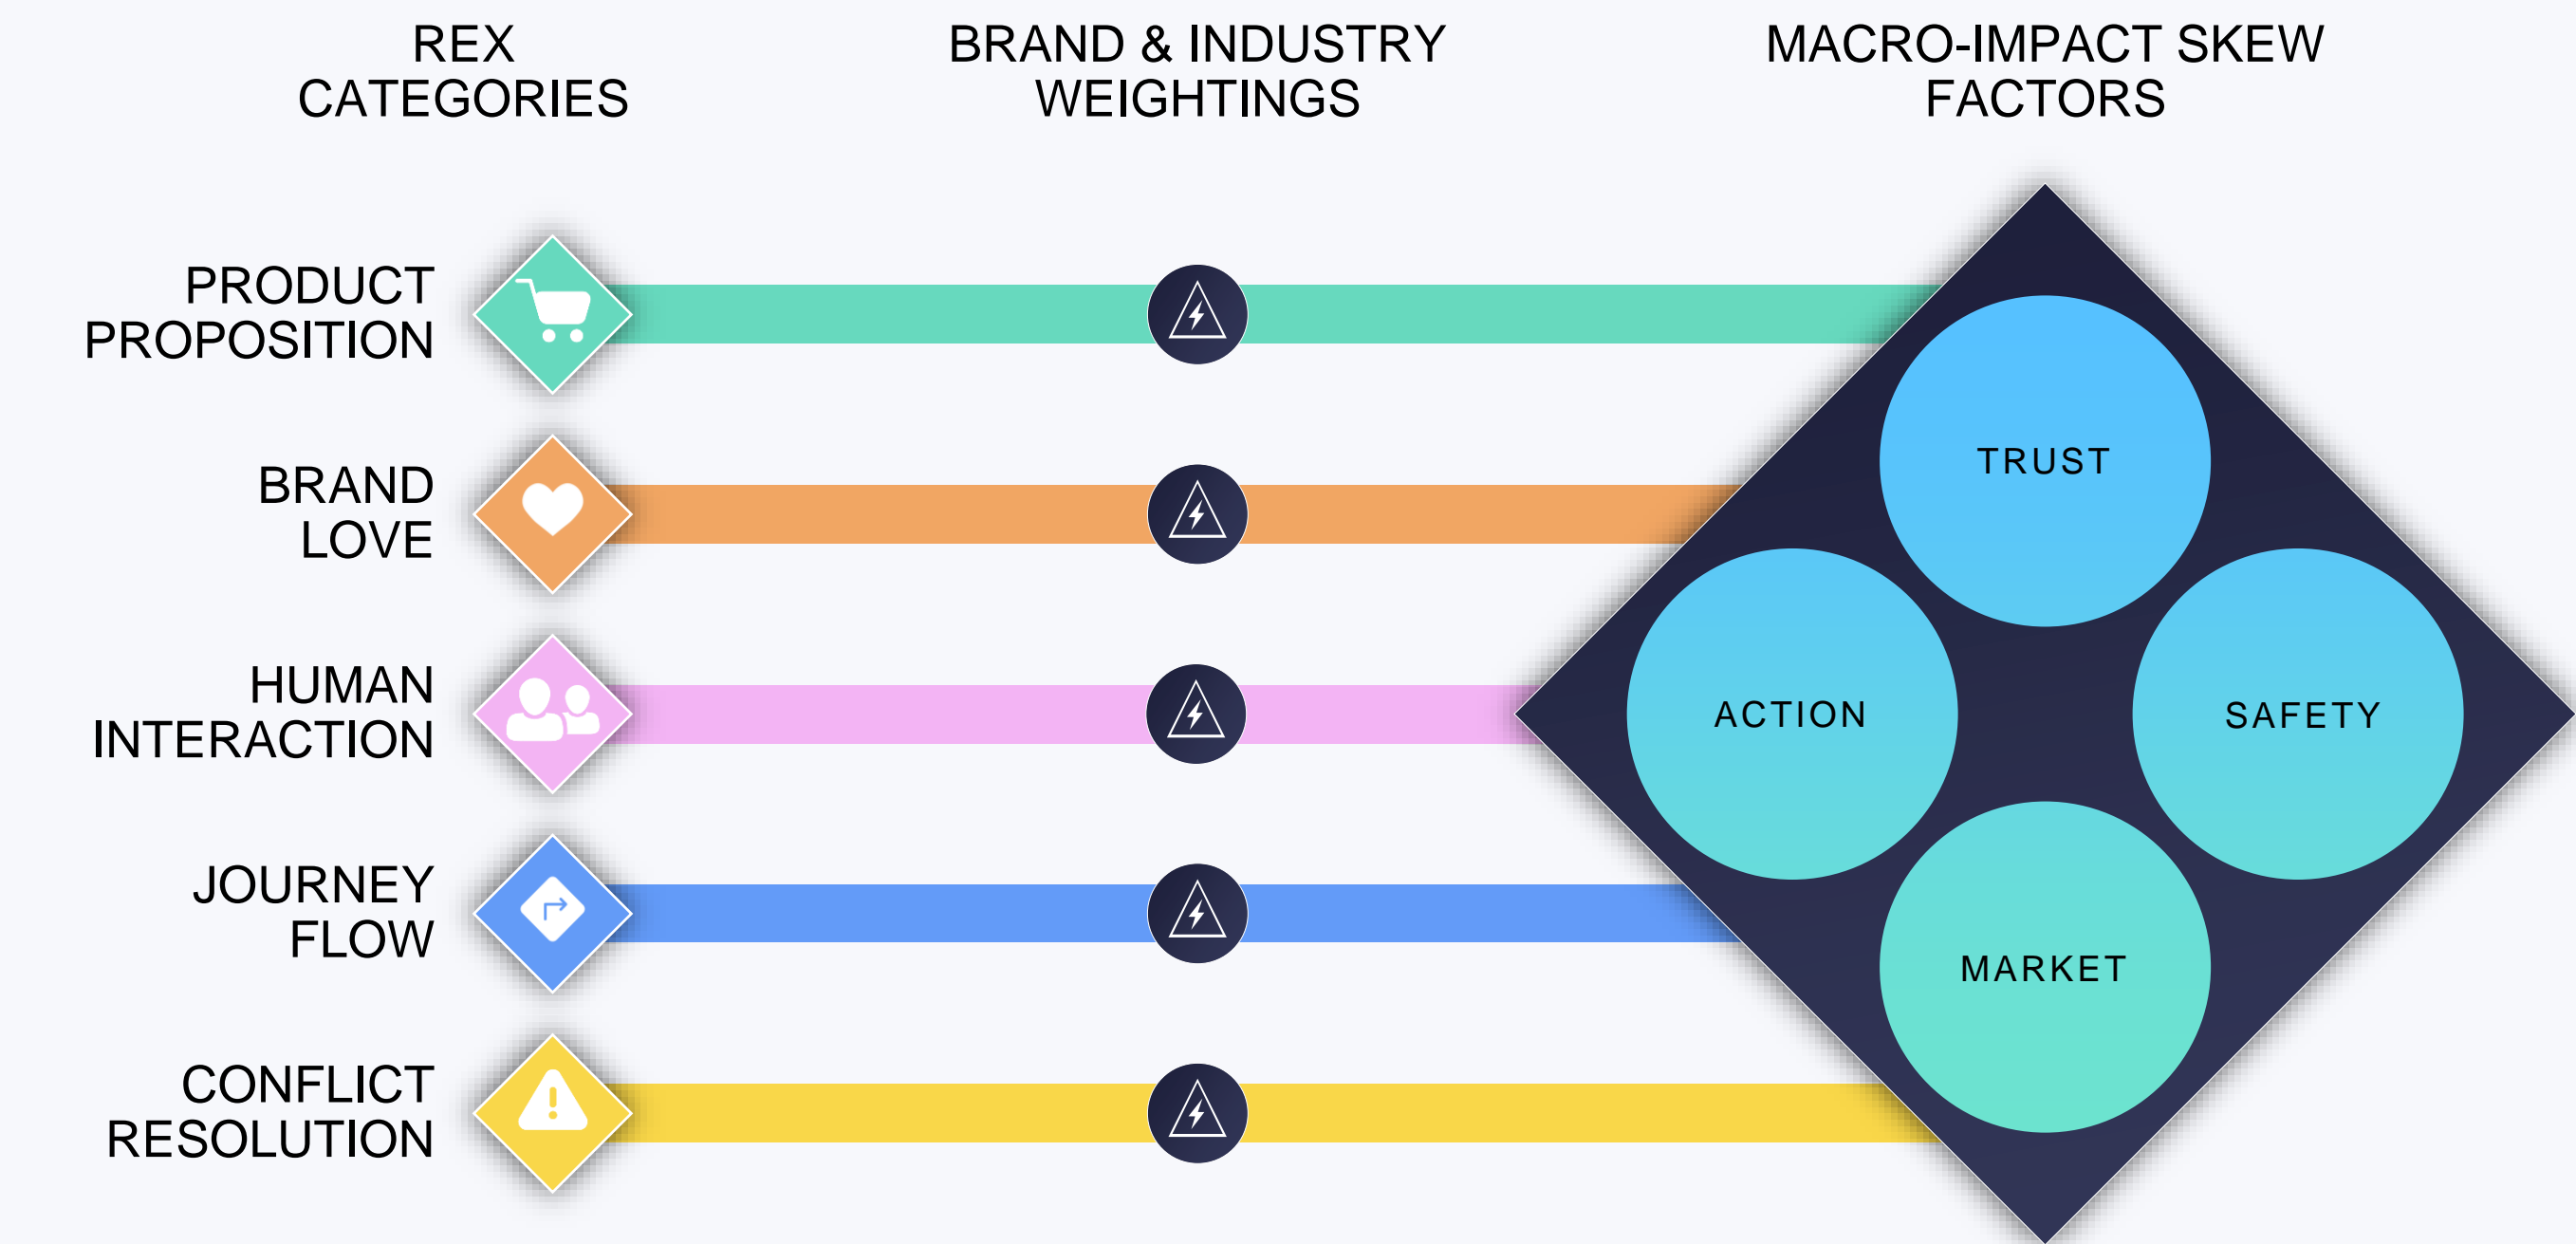 REX
CATEGORIES
BRAND & INDUSTRY
WEIGHTINGS
MACRO-IMPACT SKEW
FACTORS
PRODUCT
PROPOSITION
BRAND
LOVE
HUMAN
INTERACTION
JOURNEY
FLOW
CONFLICT
RESOLUTION
TRUST
ACTION
SAFETY
MARKET